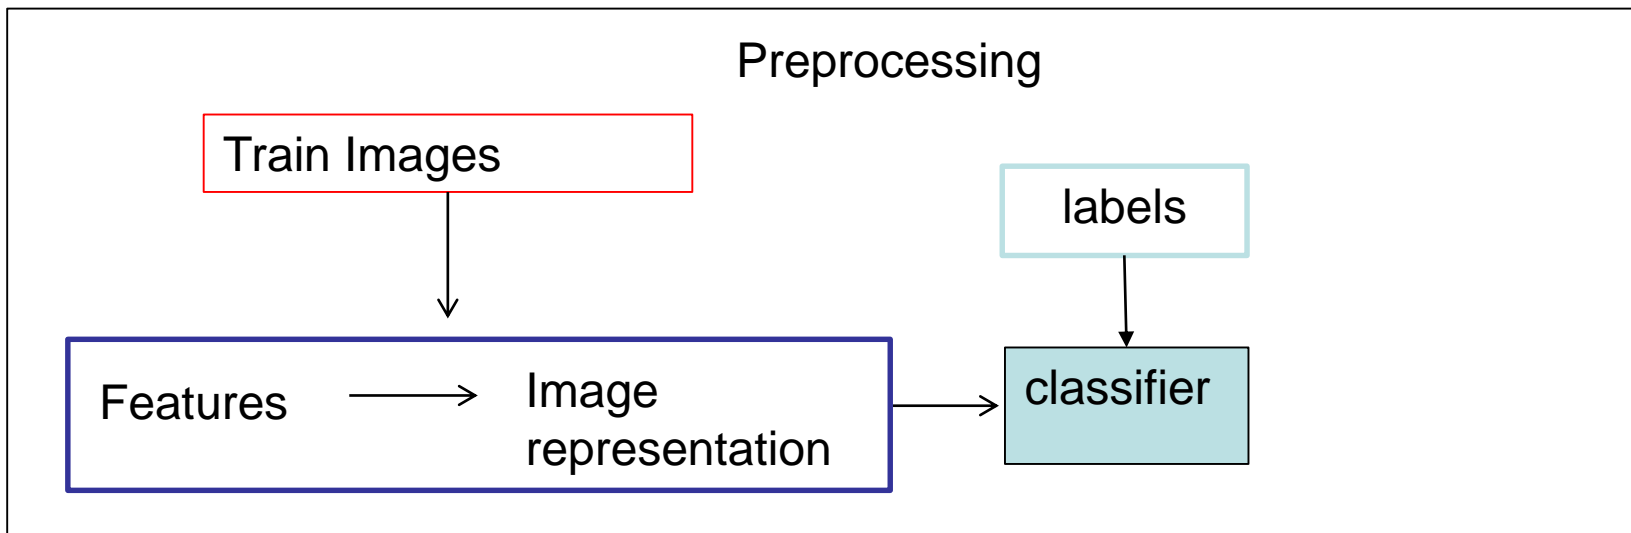 Preprocessing
Train Images
labels
Features
Image
representation
classifier